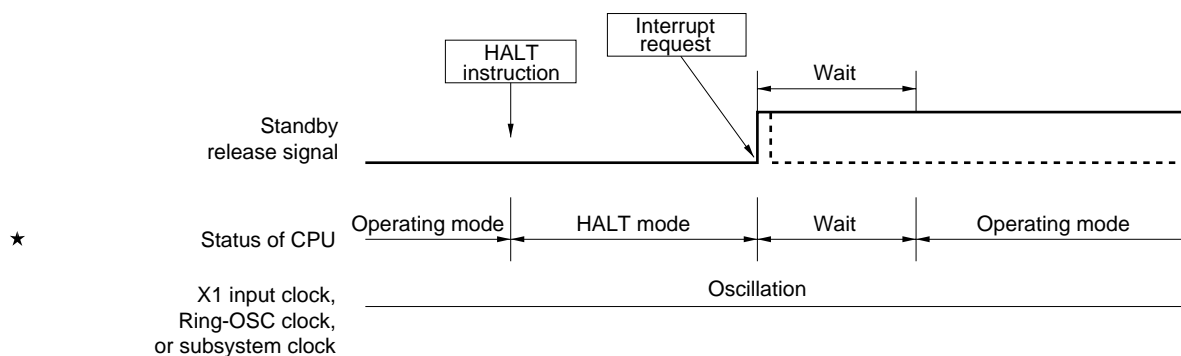 Interrupt
request
HALT
instruction
Wait
Standby
release signal
Operating mode
HALT mode
Wait
Operating mode
★
Status of CPU
Oscillation
X1 input clock,
Ring-OSC clock,
or subsystem clock